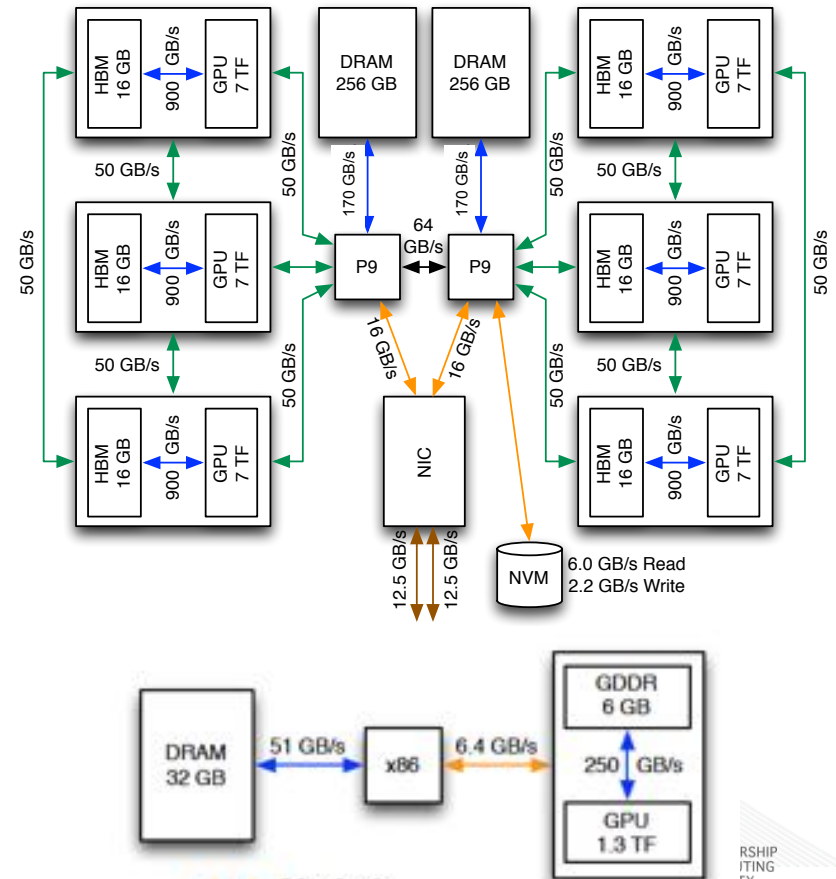 HBM
16 GB
900 GB/s
GPU
7 TF
DRAM
256 GB
DRAM
256 GB
HBM
16 GB
900 GB/s
GPU
7 TF
50 GB/s
50 GB/s
50 GB/s
170 GB/s
170 GB/s
50 GB/s
50 GB/s
50 GB/s
HBM
16 GB
900 GB/s
GPU
7 TF
P9
64
GB/s
P9
HBM
16 GB
900 GB/s
GPU
7 TF
50 GB/s
50 GB/s
16 GB/s
16 GB/s
50 GB/s
50 GB/s
HBM
16 GB
900 GB/s
GPU
7 TF
NIC
HBM
16 GB
900 GB/s
GPU
7 TF
12.5 GB/s
12.5 GB/s
NVM
6.0 GB/s Read
2.2 GB/s Write
DRAM
32 GB
51 GB/s
x86
6.4 GB/s
GDDR
6 GB
250 GB/s
GPU
1.3 TF
RSHIP